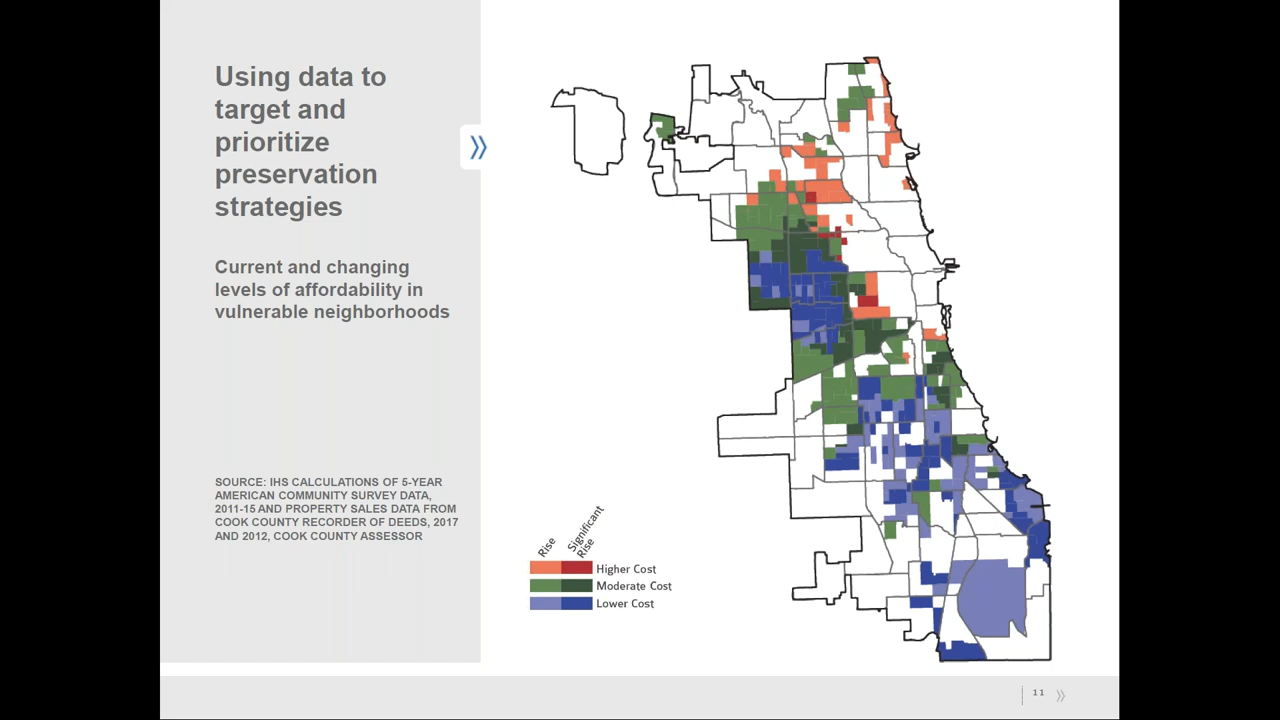 Using data to
target and
prioritize
preservation
strategies
Current and changing
levels of affordability in
vulnerable neighborhoods
SOURCE: IHS CALCULATIONS OF 5-YEAR
AMERICAN COMMUNITY SURVEY DATA,
2011-15 AND PROPERTY SALES DATA FROM
COOK COUNTY RECORDER OF DEEDS, 2017
AND 2012, COOK COUNTY ASSESSOR
Rise
Significant
Rise
Higher Cost
Moderate Cost
Lower Cost
11